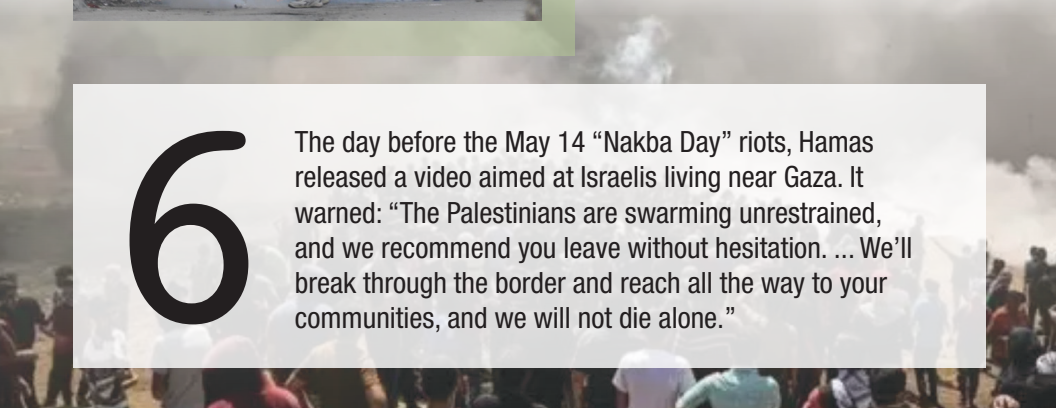 6
The day before the May 14 “Nakba Day” riots, Hamas
released a video aimed at Israelis living near Gaza. It
warned: “The Palestinians are swarming unrestrained,
and we recommend you leave without hesitation. ... We’ll
break through the border and reach all the way to your
communities, and we will not die alone.”